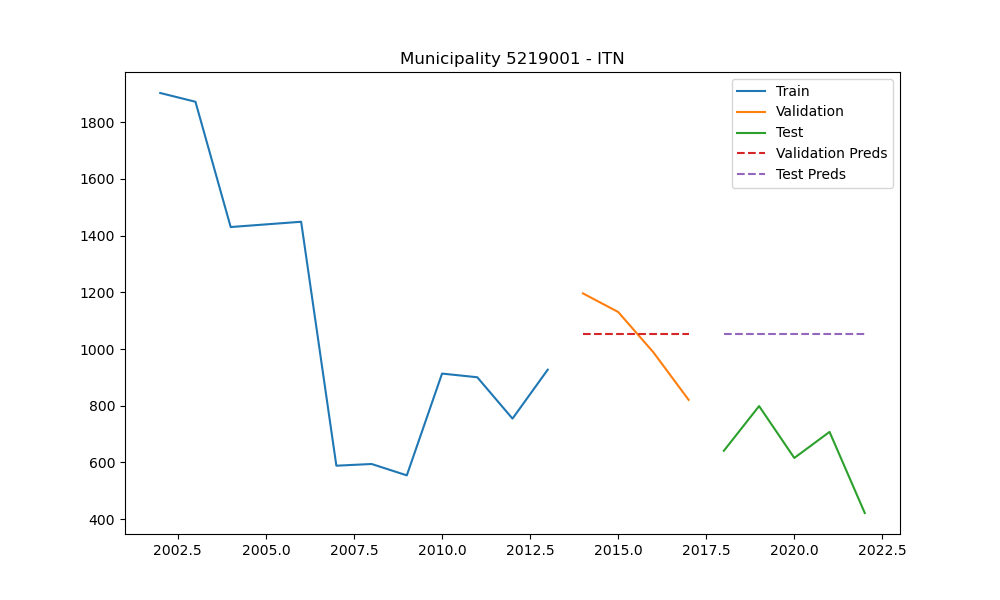 Municipality 5219001 - ITN
Train
Validation
Test
Validation Preds
Test Preds
1800
1600
1400
1200
1000
800
600
400
2002.5 2005.0 2007.5 2010.0 2012.5 2015.0 2017.5 2020.0 2022.5